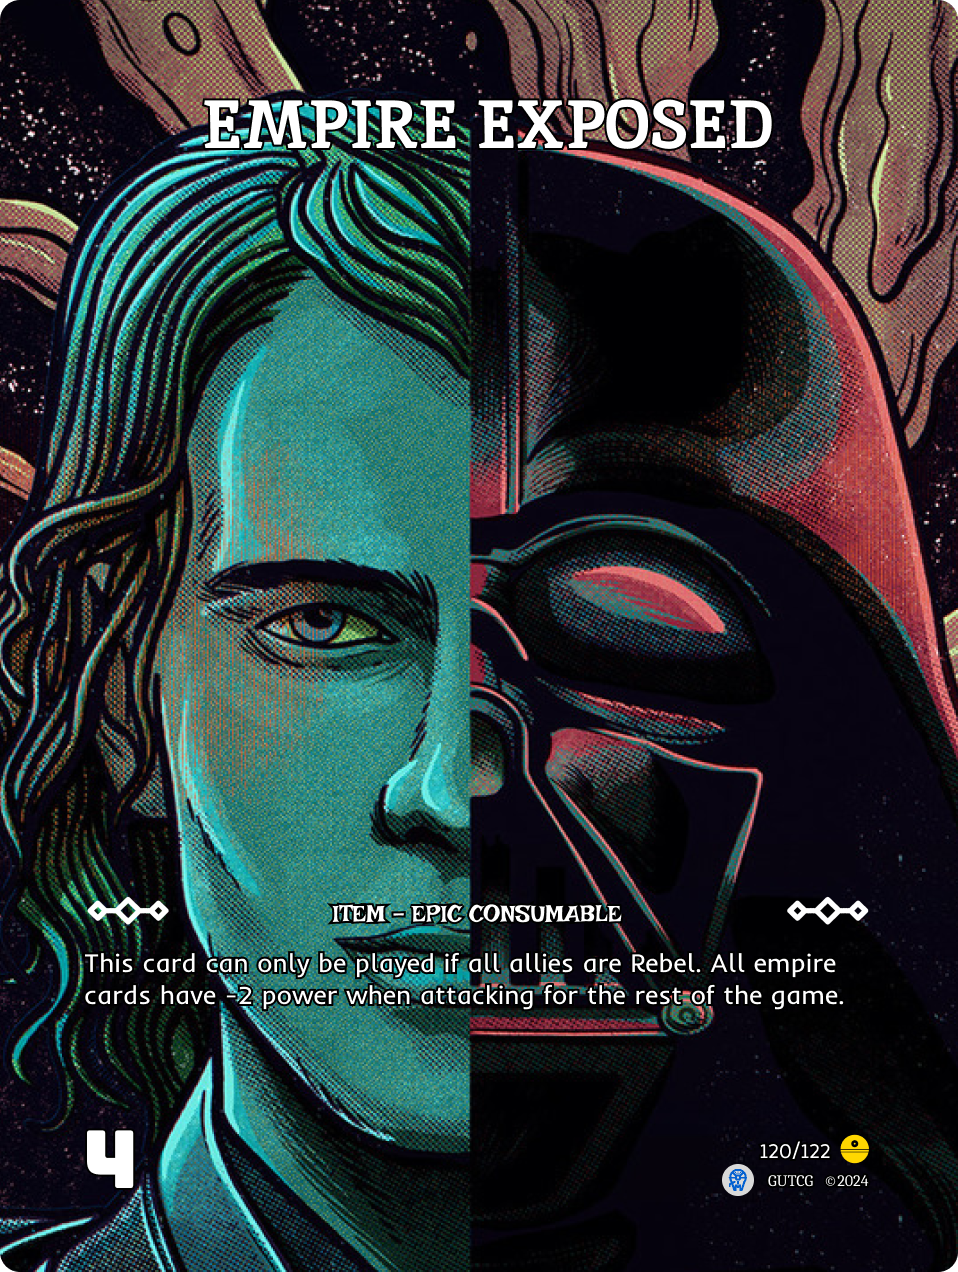 EMPIRE EXPOSED
ITEM – EPIC CONSUMABLE
This card can only be played if all allies are Rebel. All empire
cards have -2 power when attacking for the rest of the game.
4
120/122
GUTCG ©2024